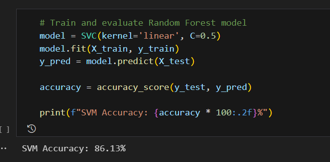 # Train and evaluate Random Forest model
model = SVC(kernel='linear', C=0.5)
model.fit(X_train, y_train)
y_pred = model.predict(X_test)
accuracy = accuracy_score(y_test, y_pred)
print(f"SVM Accuracy: {accuracy * 100:.2f}%")
[ ]
SVM Accuracy: 86.13%